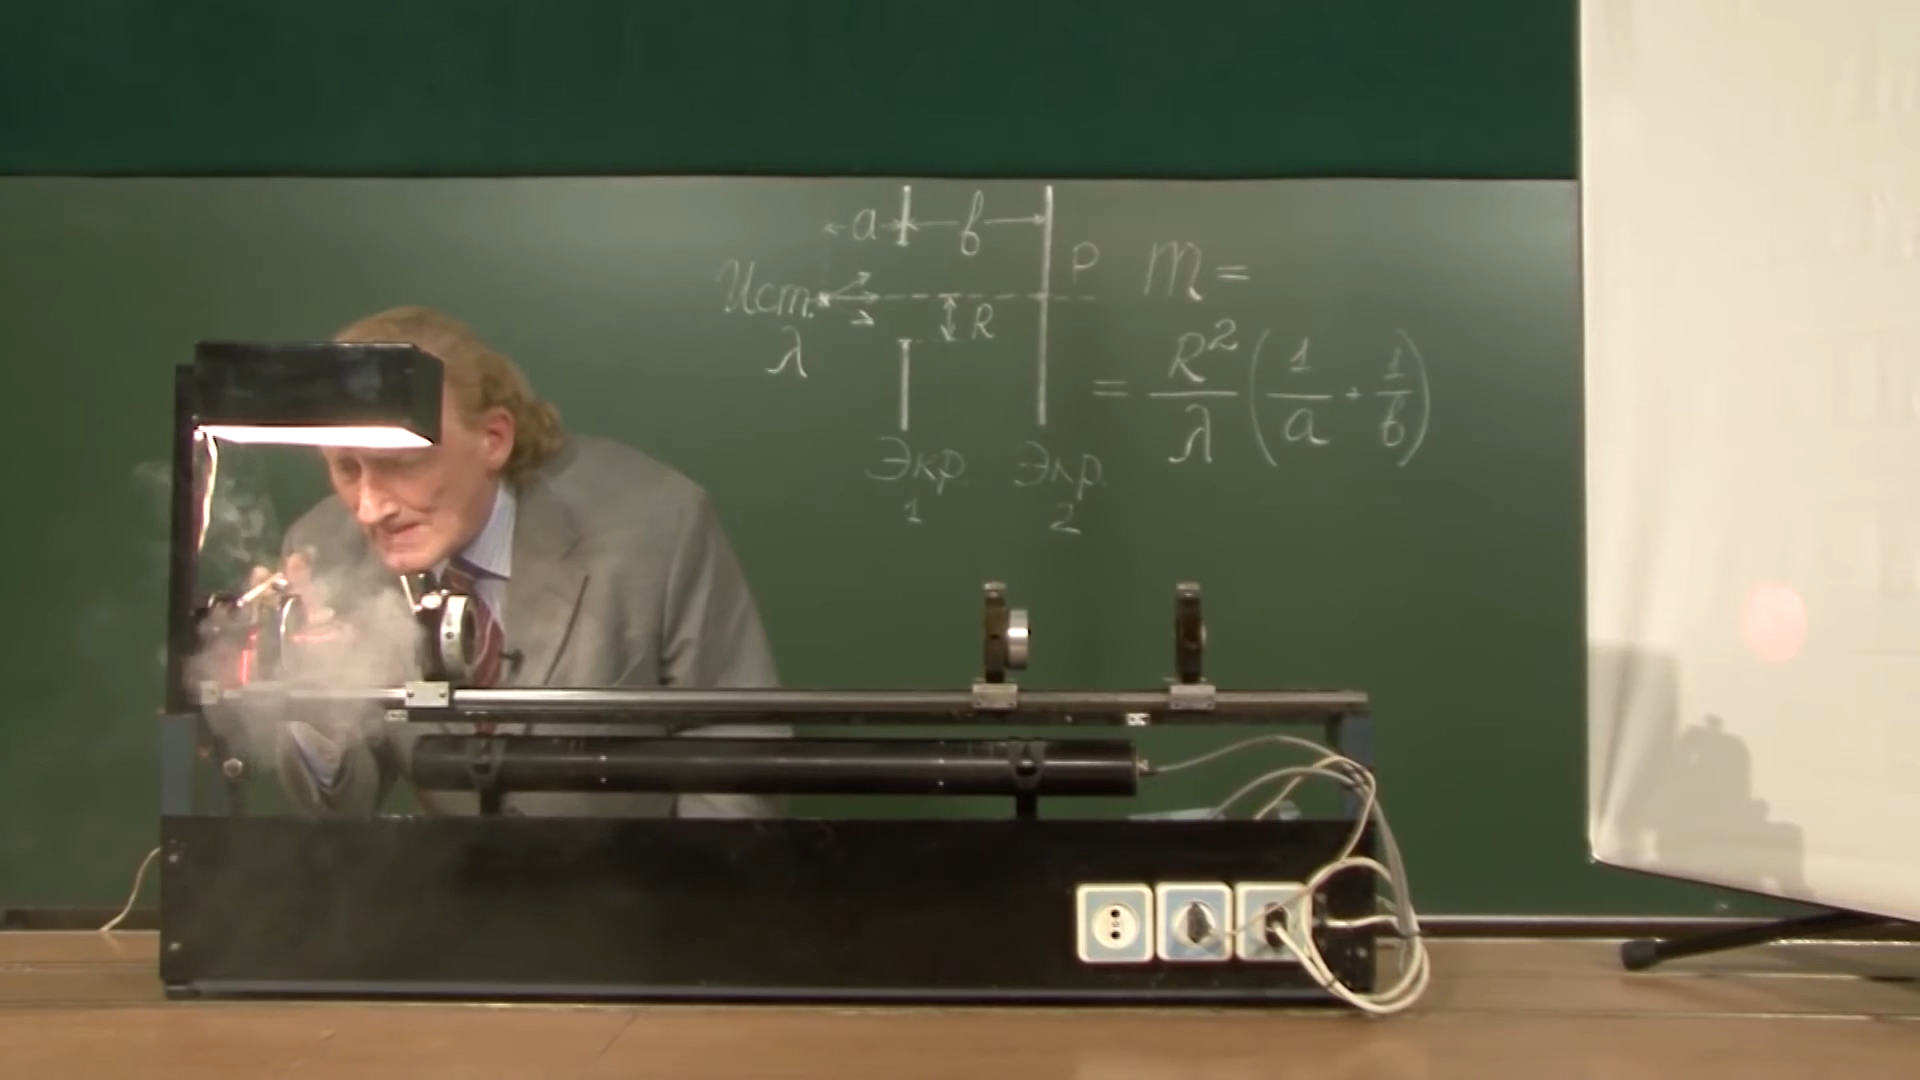 a b
Ист. P m =
λ R
= R²/λ (1/a + 1/b)
Экр. Экр.
1 2